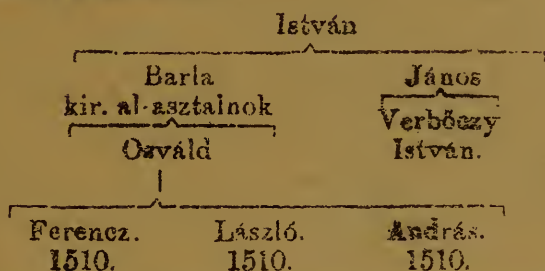 István
Barla János
kir. al-asztalnok Verbőczy
Oszváld István.
Ferencz. László. András.
1510. 1510. 1510.